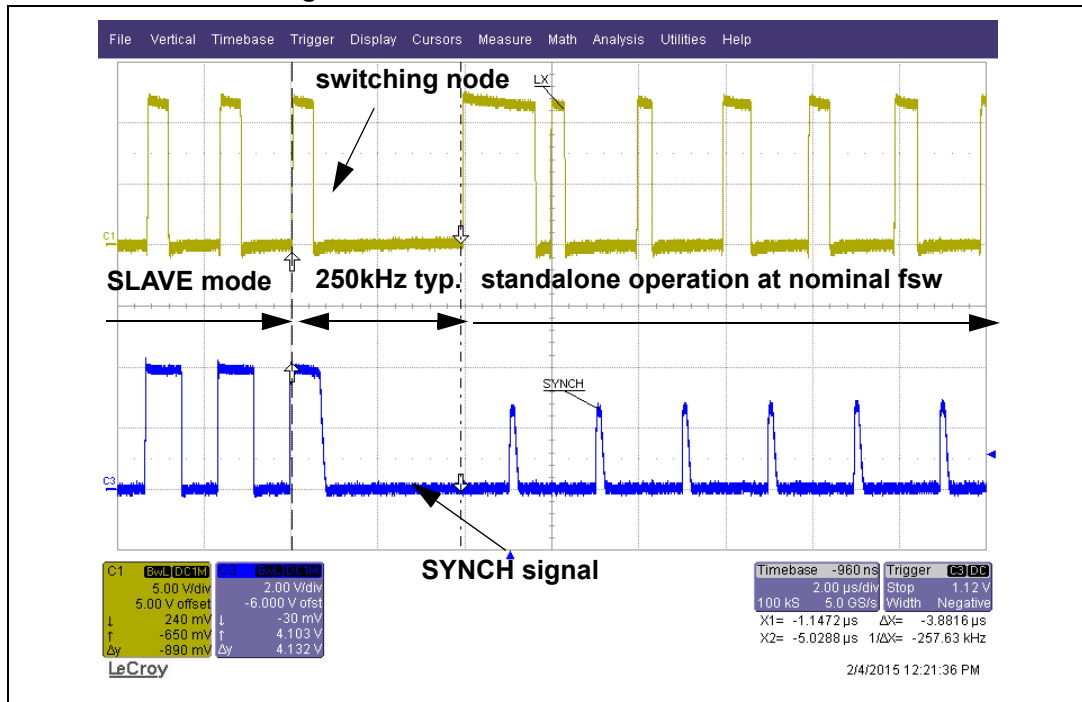 File Vertical Timebase Trigger Display Cursors Measure Math Analysis Utilities Help
switching node
LX
C1
SLAVE mode
250kHz typ.
standalone operation at nominal fsw
SYNCH
C3
SYNCH signal
C1 BwL DC1M
5.00 V/div
5.00 V offset
↓ 240 mV
↑ -650 mV
Δy -890 mV
C3 BwL DC1M
2.00 V/div
-6.000 V ofst
↓ -30 mV
↑ 4.103 V
Δy 4.132 V
Timebase -960 ns
2.00 µs/div
100 kS 5.0 GS/s
Trigger C3 DC
Stop 1.12 V
Width Negative
X1= -1.1472 µs ΔX= -3.8816 µs
X2= -5.0288 µs 1/ΔX= -257.63 kHz
LeCroy
2/4/2015 12:21:36 PM